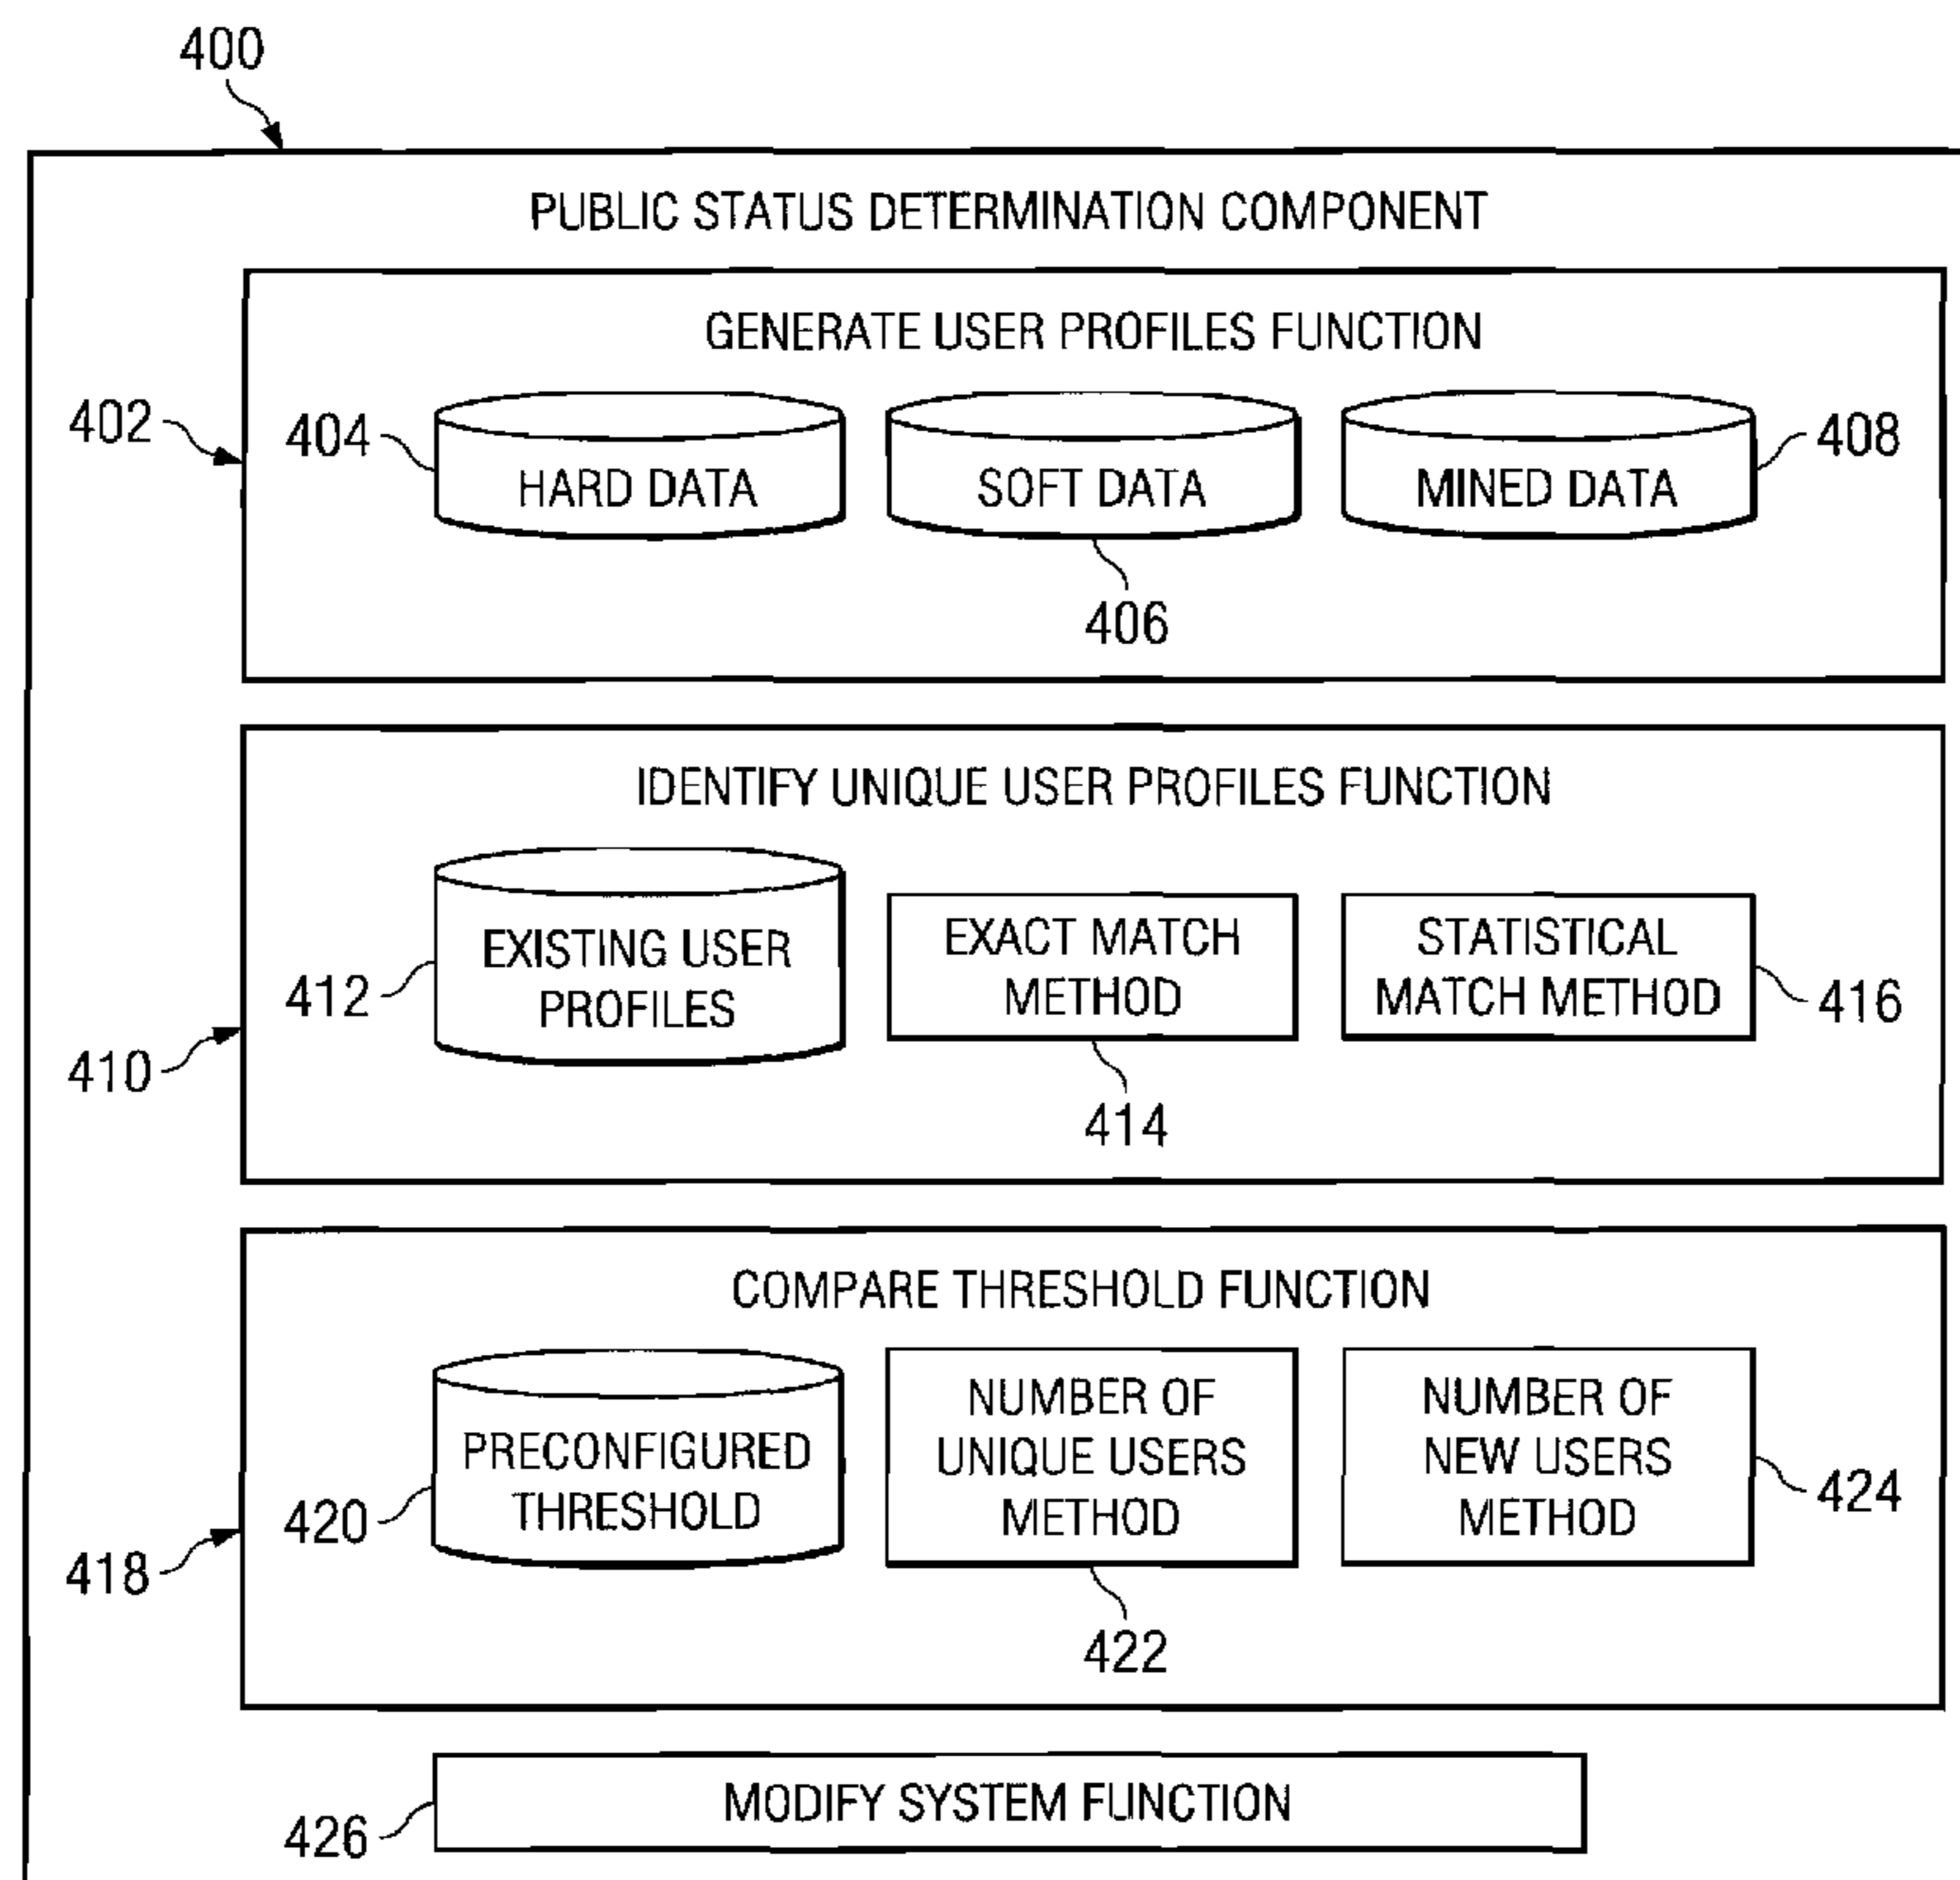 400
PUBLIC STATUS DETERMINATION COMPONENT
GENERATE USER PROFILES FUNCTION
402
404
HARD DATA
SOFT DATA
MINED DATA
408
406
IDENTIFY UNIQUE USER PROFILES FUNCTION
EXISTING USER
PROFILES
412
EXACT MATCH
METHOD
STATISTICAL
MATCH METHOD
416
410
414
COMPARE THRESHOLD FUNCTION
PRECONFIGURED
THRESHOLD
420
NUMBER OF
UNIQUE USERS
METHOD
NUMBER OF
NEW USERS
METHOD
424
418
422
MODIFY SYSTEM FUNCTION
426